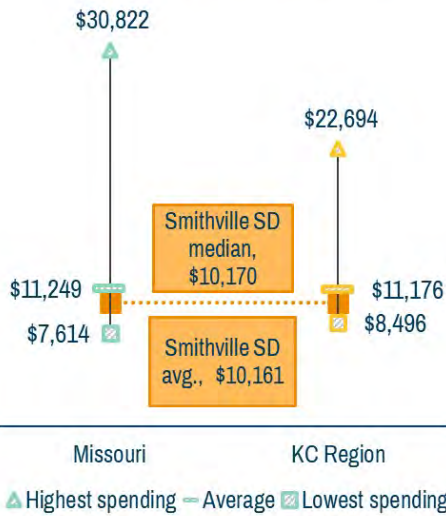 $30,822
$22,694
Smithville SD
median,
$10,170
$11,249
$11,176
$7,614
$8,496
Smithville SD
avg., $10,161
Missouri
KC Region
Highest spending Average Lowest spending